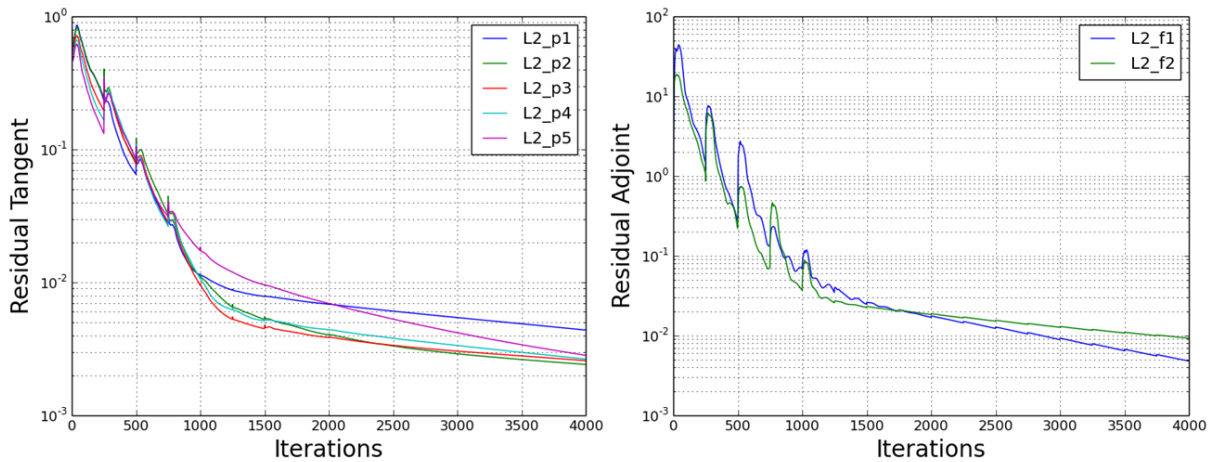 10^0
10^-1
10^-2
10^-3
Residual Tangent
0 500 1000 1500 2000 2500 3000 3500 4000
Iterations
L2_p1
L2_p2
L2_p3
L2_p4
L2_p5
10^2
10^1
10^0
10^-1
10^-2
10^-3
Residual Adjoint
0 500 1000 1500 2000 2500 3000 3500 4000
Iterations
L2_f1
L2_f2